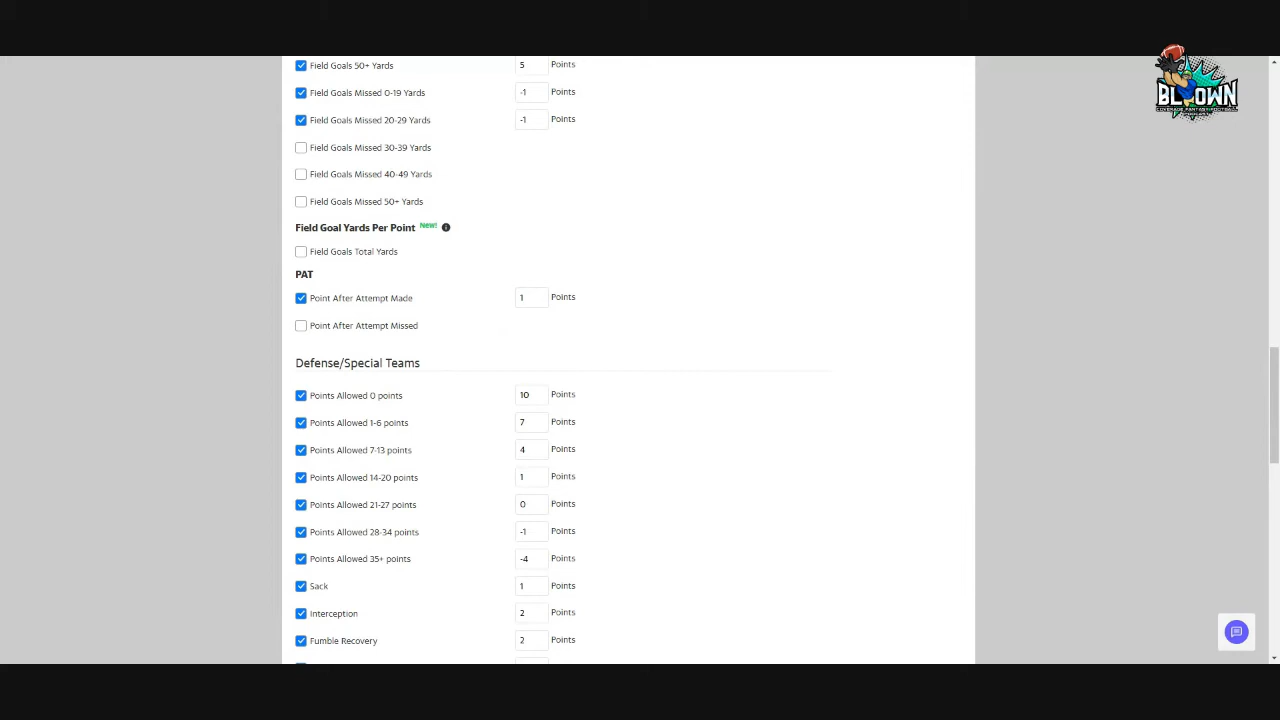 Field Goals 50+ Yards 5 Points
Field Goals Missed 0-19 Yards -1 Points
Field Goals Missed 20-29 Yards -1 Points
Field Goals Missed 30-39 Yards
Field Goals Missed 40-49 Yards
Field Goals Missed 50+ Yards
Field Goal Yards Per Point New!
Field Goals Total Yards
PAT
Point After Attempt Made 1 Points
Point After Attempt Missed
Defense/Special Teams
Points Allowed 0 points 10 Points
Points Allowed 1-6 points 7 Points
Points Allowed 7-13 points 4 Points
Points Allowed 14-20 points 1 Points
Points Allowed 21-27 points 0 Points
Points Allowed 28-34 points -1 Points
Points Allowed 35+ points -4 Points
Sack 1 Points
Interception 2 Points
Fumble Recovery 2 Points
BLOWN
COVERAGE FANTASY FOOTBALL
PODCAST